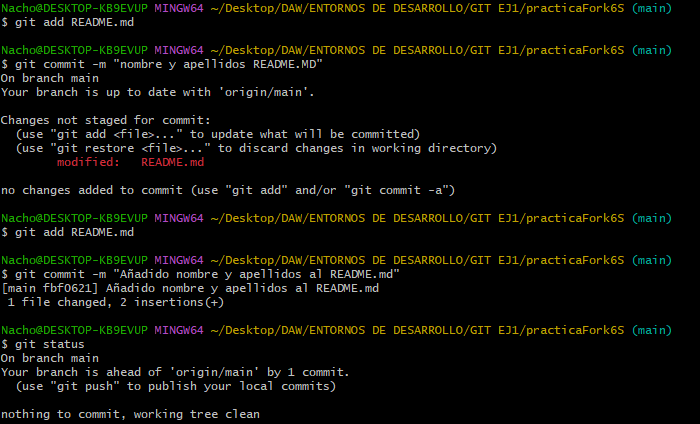 Nacho@DESKTOP-KB9EVUP MINGW64 ~/Desktop/DAW/ENTORNOS DE DESARROLLO/GIT EJ1/practicaFork6S (main)
$ git add README.md
Nacho@DESKTOP-KB9EVUP MINGW64 ~/Desktop/DAW/ENTORNOS DE DESARROLLO/GIT EJ1/practicaFork6S (main)
$ git commit -m "nombre y apellidos README.MD"
On branch main
Your branch is up to date with 'origin/main'.
Changes not staged for commit:
  (use "git add <file>..." to update what will be committed)
  (use "git restore <file>..." to discard changes in working directory)
        modified:   README.md
no changes added to commit (use "git add" and/or "git commit -a")
Nacho@DESKTOP-KB9EVUP MINGW64 ~/Desktop/DAW/ENTORNOS DE DESARROLLO/GIT EJ1/practicaFork6S (main)
$ git add README.md
Nacho@DESKTOP-KB9EVUP MINGW64 ~/Desktop/DAW/ENTORNOS DE DESARROLLO/GIT EJ1/practicaFork6S (main)
$ git commit -m "Añadido nombre y apellidos al README.md"
[main fbf0621] Añadido nombre y apellidos al README.md
 1 file changed, 2 insertions(+)
Nacho@DESKTOP-KB9EVUP MINGW64 ~/Desktop/DAW/ENTORNOS DE DESARROLLO/GIT EJ1/practicaFork6S (main)
$ git status
On branch main
Your branch is ahead of 'origin/main' by 1 commit.
  (use "git push" to publish your local commits)
nothing to commit, working tree clean